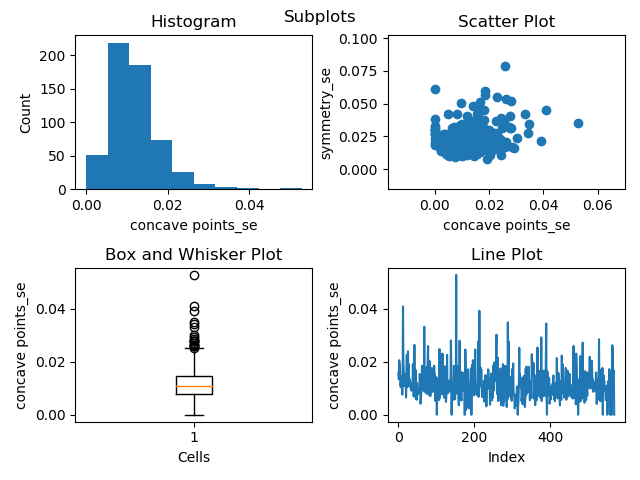 Subplots
Histogram
Count
200
150
100
50
0
0.00 0.02 0.04
concave points_se
Scatter Plot
symmetry_se
0.100
0.075
0.050
0.025
0.000
0.00 0.02 0.04 0.06
concave points_se
Box and Whisker Plot
concave points_se
0.04
0.02
0.00
1
Cells
Line Plot
concave points_se
0.04
0.02
0.00
0 200 400
Index